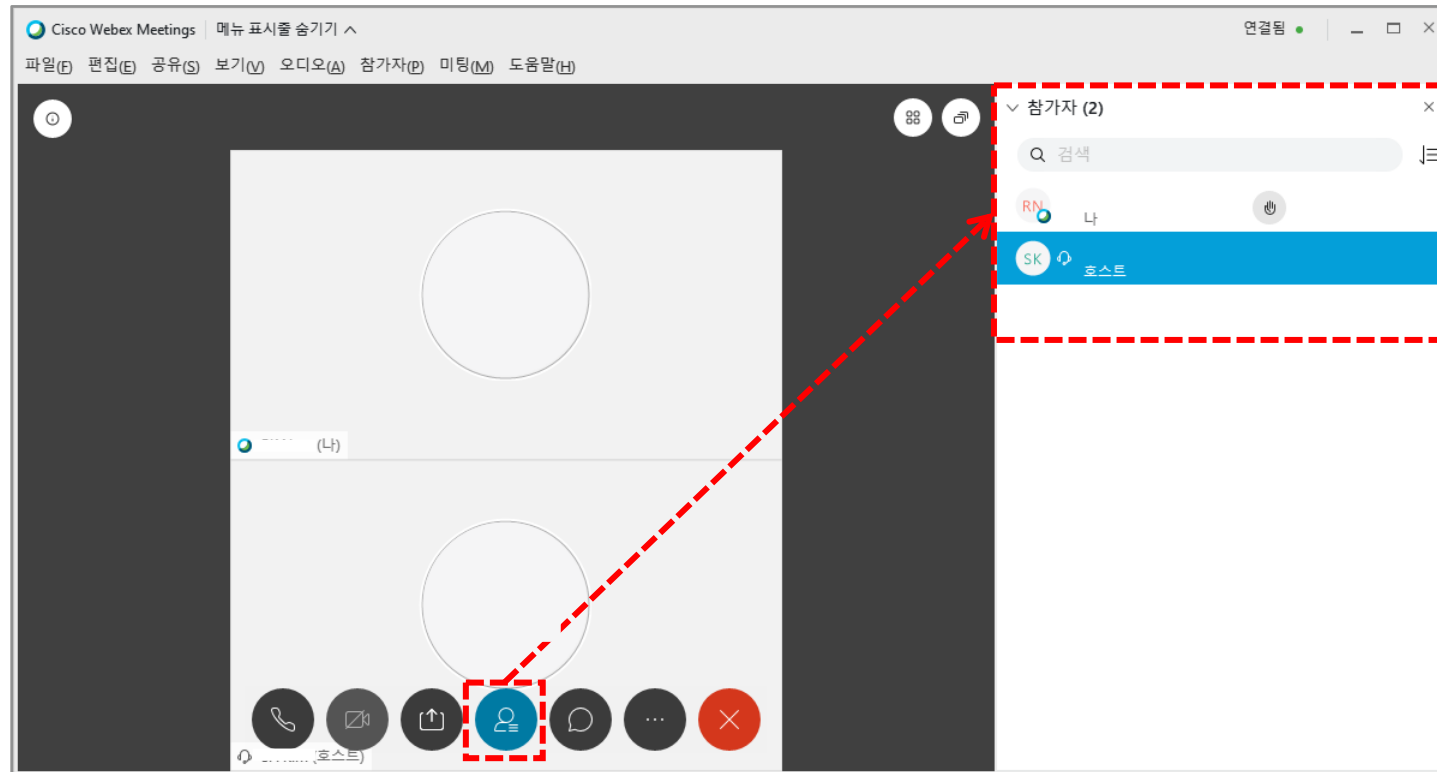 Cisco Webex Meetings 메뉴 표시줄 숨기기 연결됨
파일(F) 편집(E) 공유(S) 보기(V) 오디오(A) 참가자(P) 미팅(M) 도움말(H)
참가자 (2)
검색
RN 나
SK 호스트
(나)
(호스트)